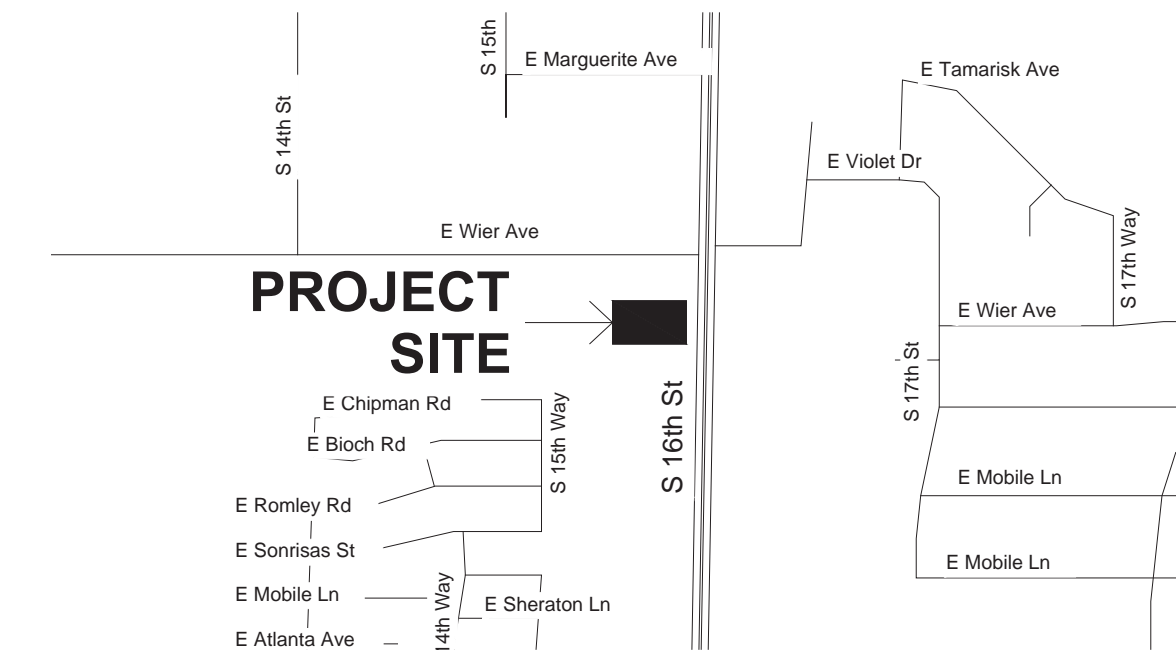 S 15th
E Marguerite Ave
E Tamarisk Ave
S 14th St
E Violet Dr
E Wier Ave
S 17th Way
PROJECT
SITE
E Wier Ave
S 17th St
E Chipman Rd
S 15th Way
S 16th St
E Bioch Rd
E Mobile Ln
E Romley Rd
E Sonrisas St
E Mobile Ln
E Mobile Ln
14th Way
E Sheraton Ln
E Atlanta Ave